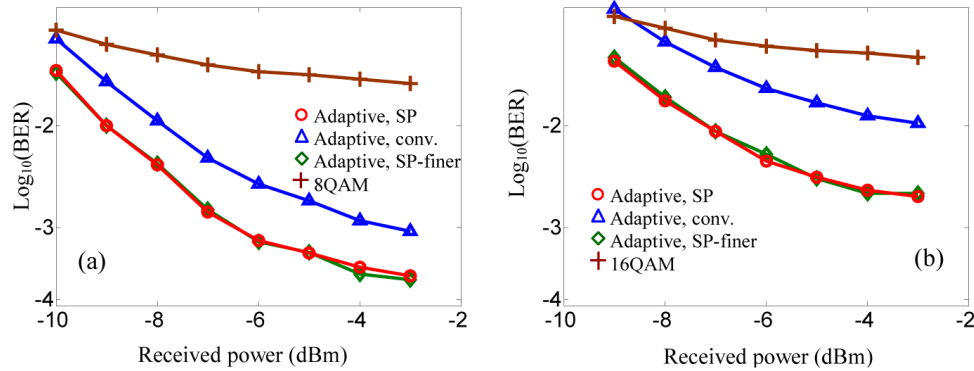 Log₁₀(BER)
-2
-3
-4
-10
-8
-6
-4
-2
Received power (dBm)
Adaptive, SP
Adaptive, conv.
Adaptive, SP-finer
8QAM
(a)
Log₁₀(BER)
-2
-3
-4
-10
-8
-6
-4
-2
Received power (dBm)
Adaptive, SP
Adaptive, conv.
Adaptive, SP-finer
16QAM
(b)